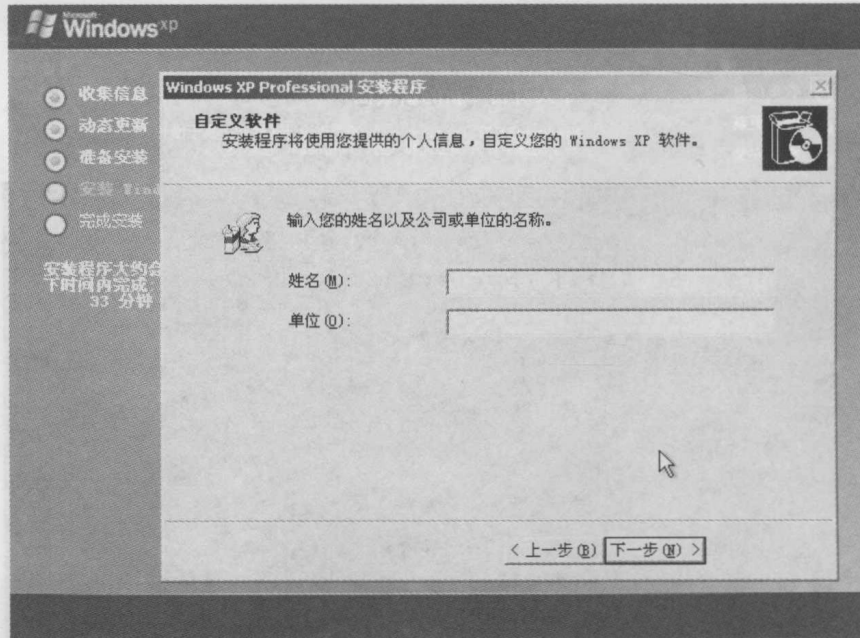 Microsoft
Windows xp
收集信息
动态更新
准备安装
安装 Wind
完成安装
安装程序大约会
下时间内完成
33 分钟
Windows XP Professional 安装程序
自定义软件
安装程序将使用您提供的个人信息，自定义您的 Windows XP 软件。
输入您的姓名以及公司或单位的名称。
姓名(M):
单位(O):
< 上一步(B)
下一步(N) >